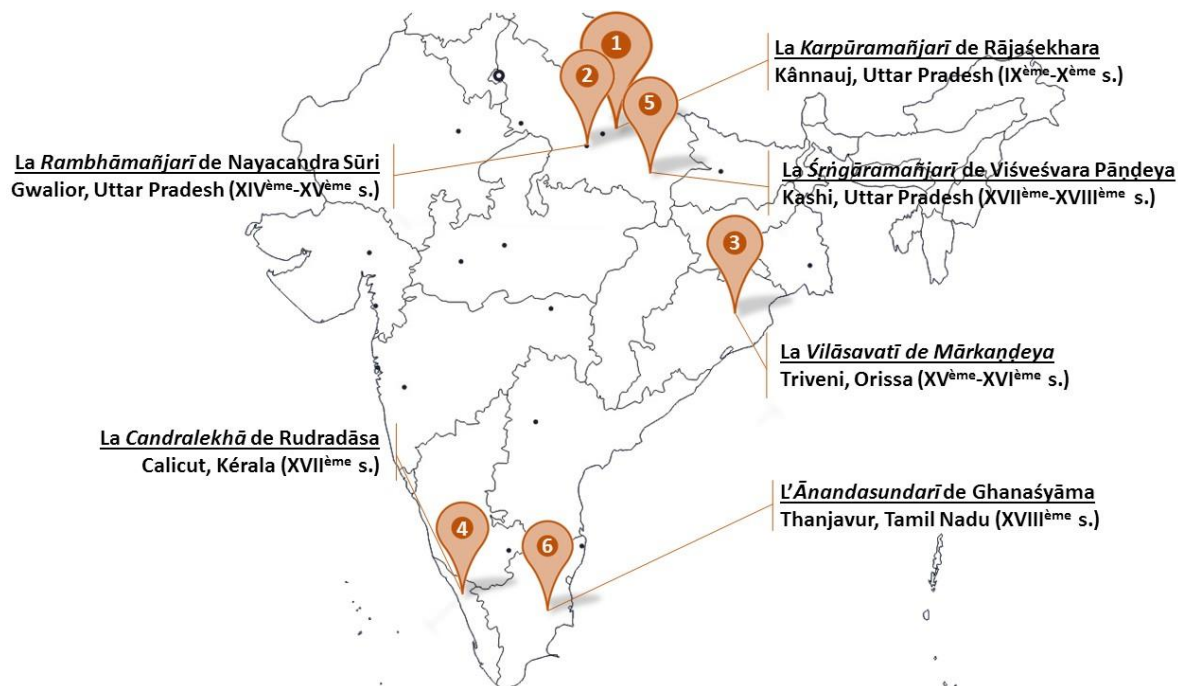 1
La Karpūramañjarī de Rājaśekhara
Kânnauj, Uttar Pradesh (IXème-Xème s.)
2
5
La Rambhāmañjarī de Nayacandra Sūri
Gwalior, Uttar Pradesh (XIVème-XVème s.)
La Śrngāramañjarī de Viśveśvara Pāṇḍeya
Kashi, Uttar Pradesh (XVIIème-XVIIIème s.)
3
La Vilāsavatī de Mārkaṇḍeya
Triveni, Orissa (XVème-XVIème s.)
La Candralekhā de Rudradāsa
Calicut, Kérala (XVIIème s.)
L'Ānandasundarī de Ghanaśyāma
Thanjavur, Tamil Nadu (XVIIIème s.)
4
6